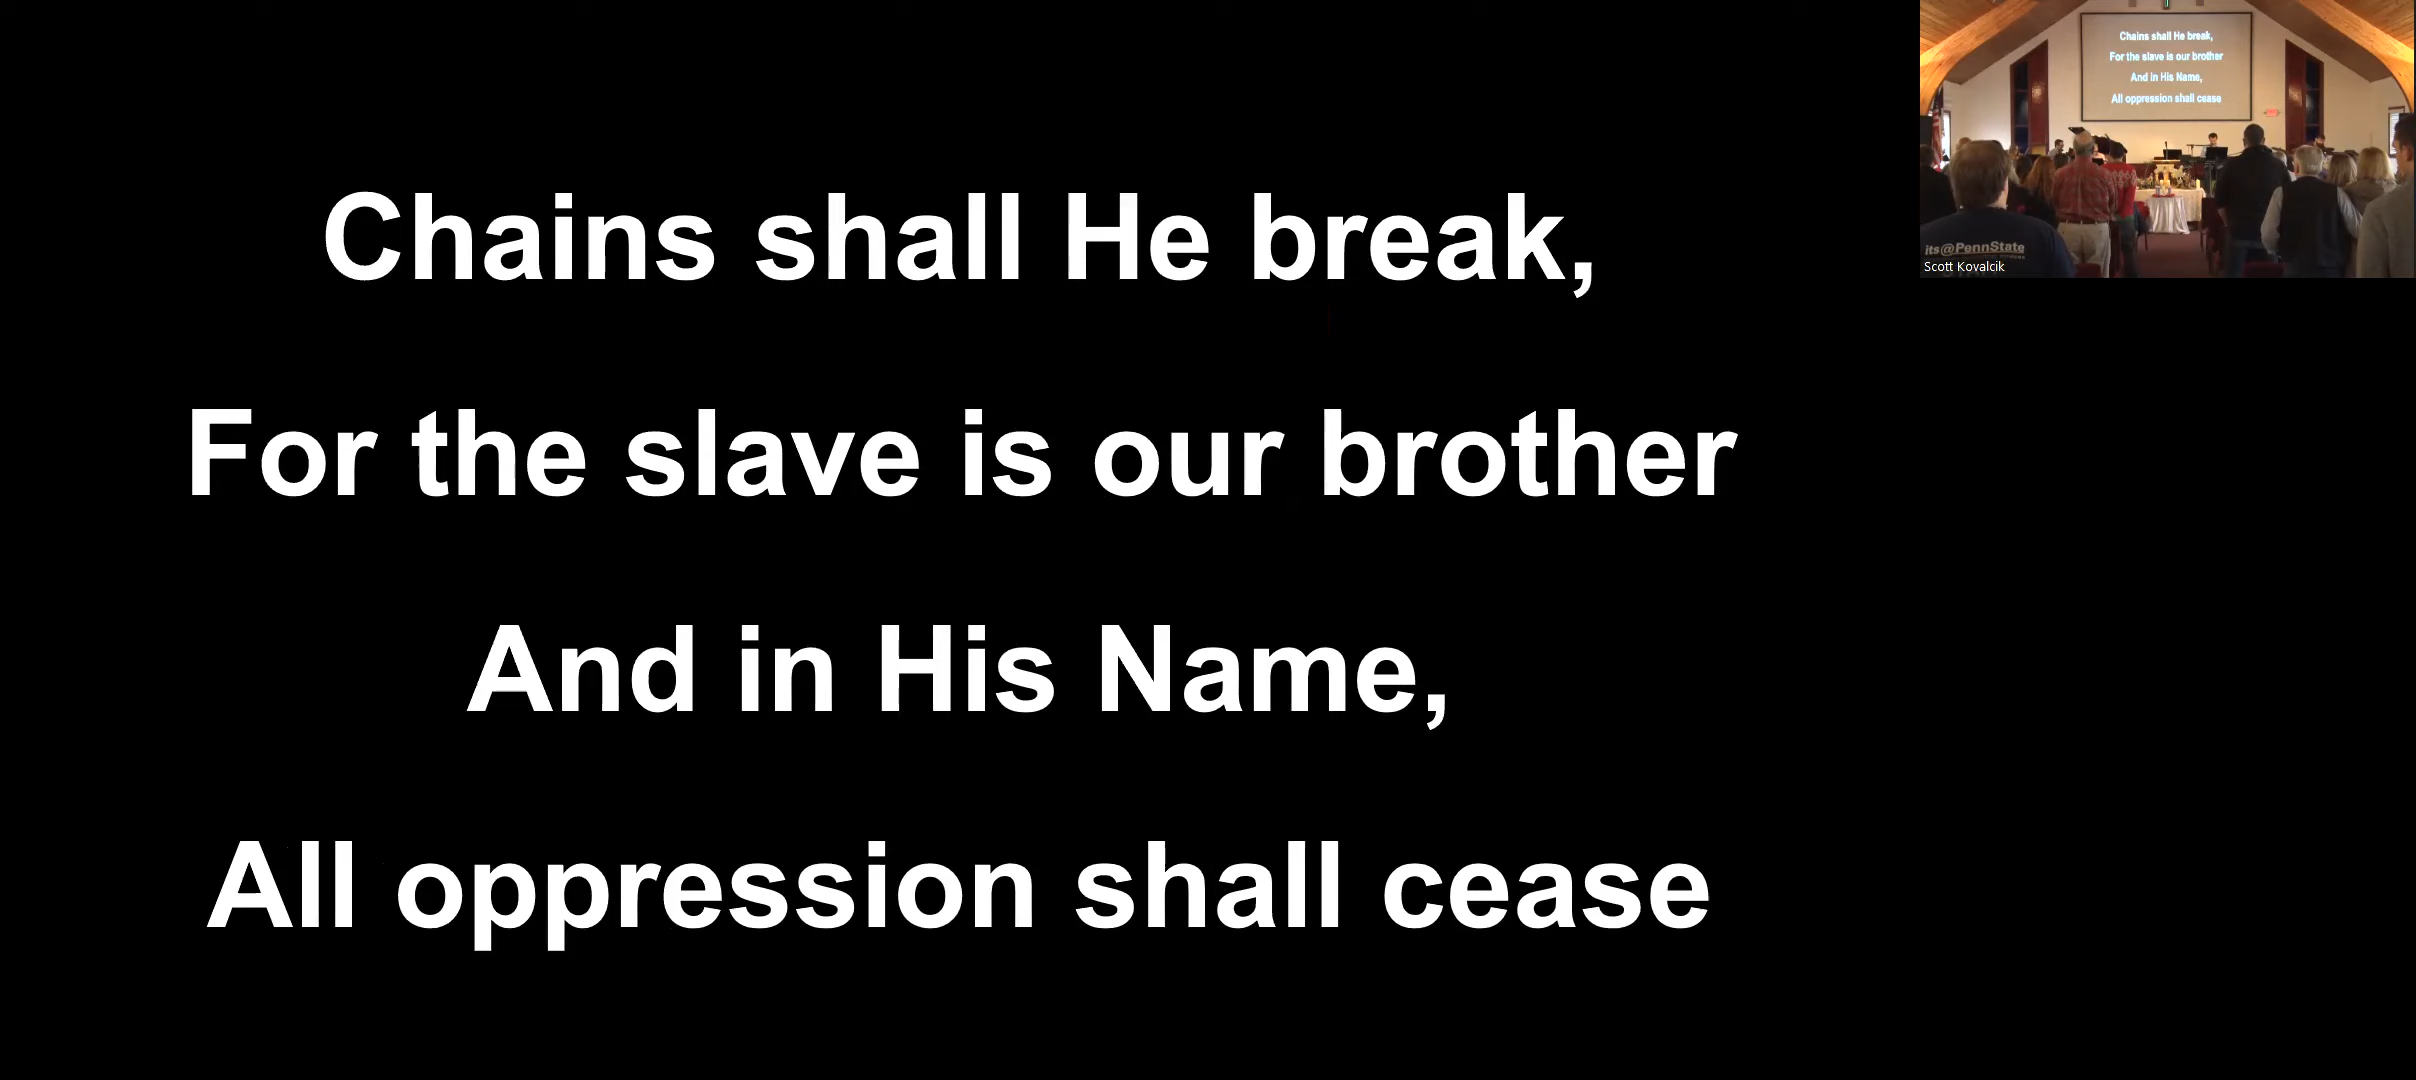 Chains shall He break,
For the slave is our brother
And in His Name,
All oppression shall cease
Chains shall He break,
For the slave is our brother
And in His Name,
All oppression shall cease
its@PennState
Scott Kovalcik